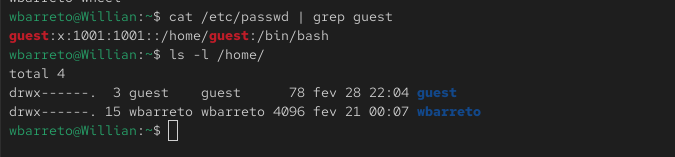 wbarreto@Willian:~$ cat /etc/passwd | grep guest
guest:x:1001:1001::/home/guest:/bin/bash
wbarreto@Willian:~$ ls -l /home/
total 4
drwx------.  3 guest    guest      78 fev 28 22:04 guest
drwx------. 15 wbarreto wbarreto 4096 fev 21 00:07 wbarreto
wbarreto@Willian:~$